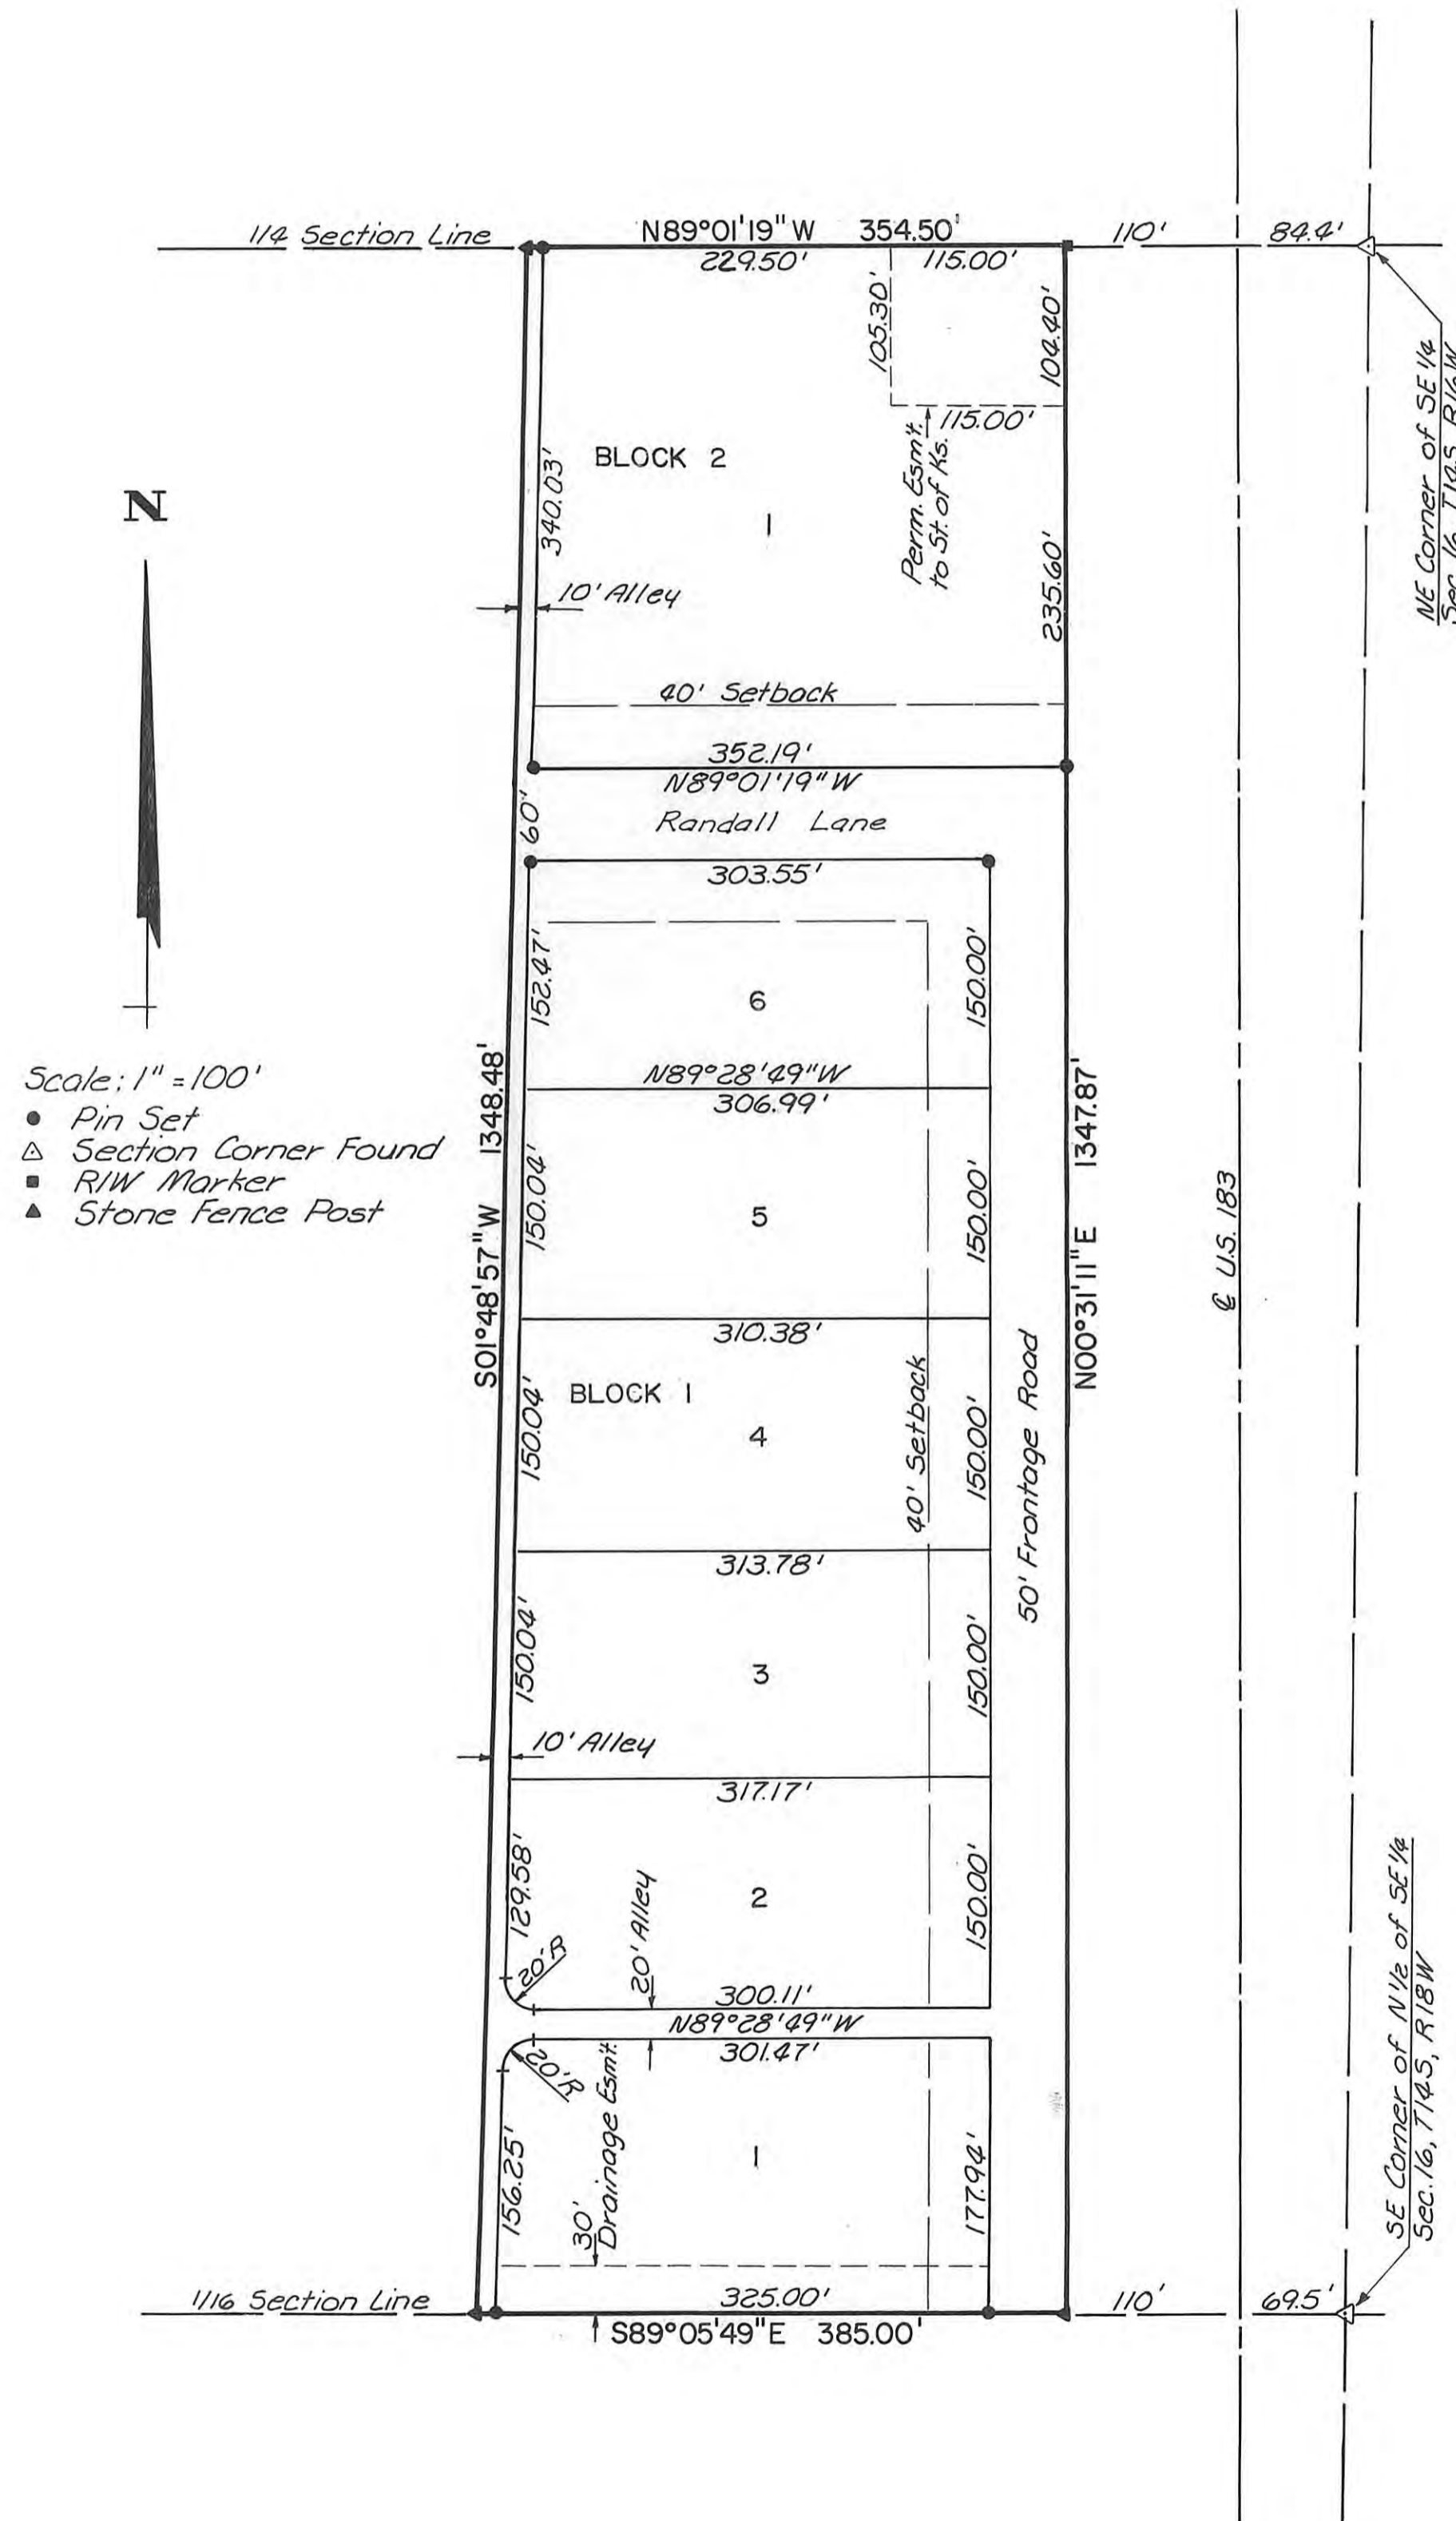 1/4 Section Line
N89°01'19"W 354.50'
110'
84.4'
229.50'
115.00'
105.30'
104.40'
115.00'
NE Corner of SE 1/4
BLOCK 2
1
340.03'
Perm. Esm't.
to St. of Ks.
235.60'
N
10' Alley
40' Setback
352.19'
N89°01'19"W
60'
Randall Lane
303.55'
152.47'
6
150.00'
N89°28'49"W
306.99'
Scale: 1" = 100'
Pin Set
Section Corner Found
R/W Marker
Stone Fence Post
S01°48'57"W 1348.48'
150.04'
5
150.00'
N00°31'11"E 1347.87'
℄ U.S. 183
310.38'
BLOCK 1
150.04'
4
40' Setback
150.00'
50' Frontage Road
313.78'
150.04'
3
150.00'
10' Alley
317.17'
129.58'
20' Alley
2
150.00'
20'R
300.11'
N89°28'49"W
301.47'
20'R
30'
Drainage Esm't.
156.25'
1
177.94'
SE Corner of N 1/2 of SE 1/4
Sec. 16, T14S, R18W
1/16 Section Line
325.00'
110'
69.5'
S89°05'49"E 385.00'